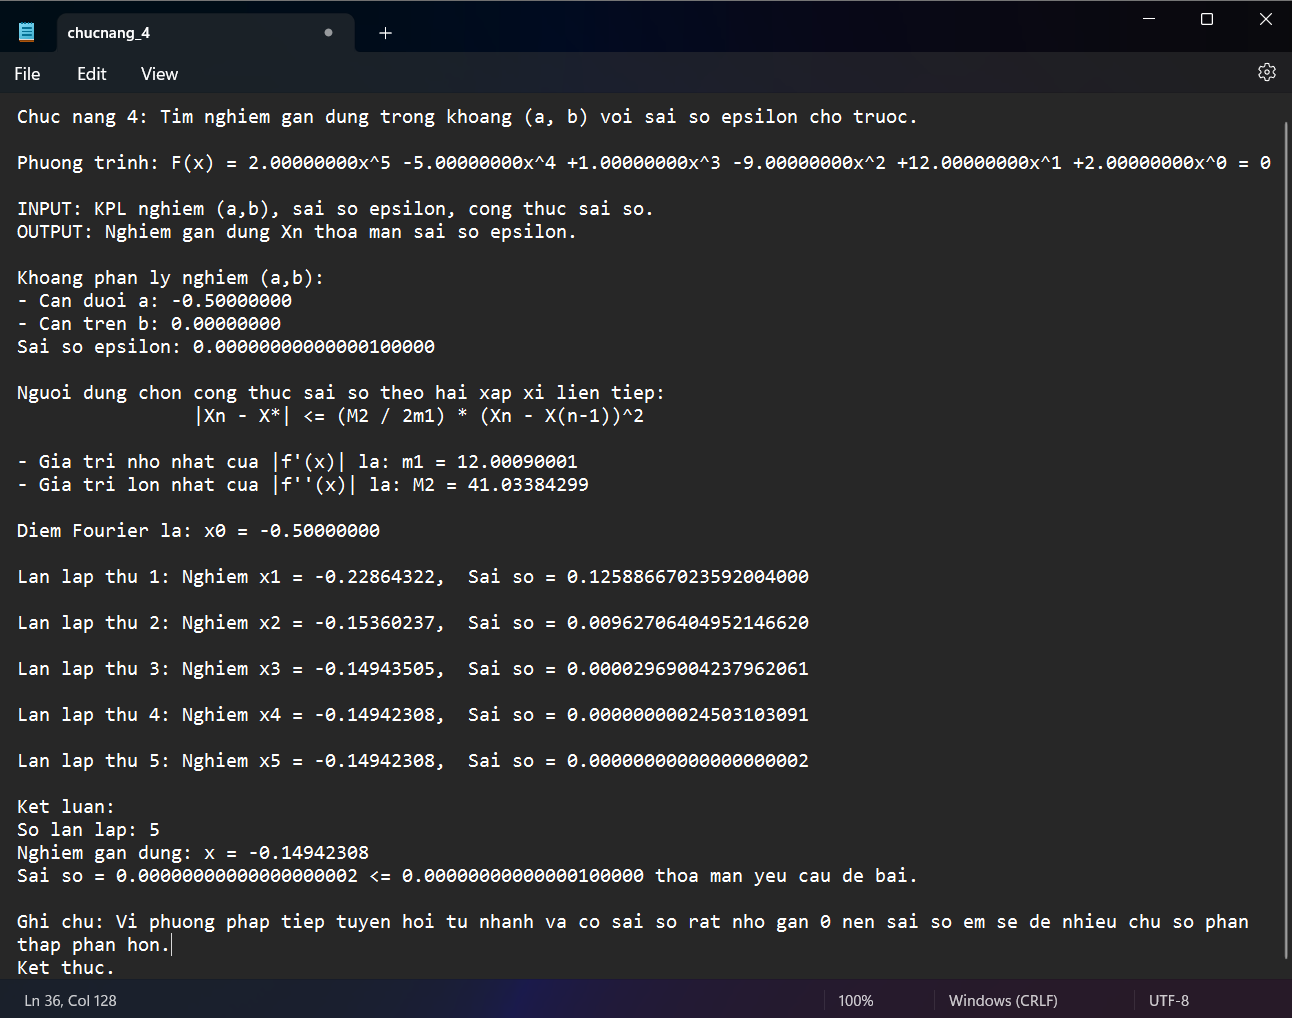 chucnang_4
File Edit View
Chuc nang 4: Tim nghiem gan dung trong khoang (a, b) voi sai so epsilon cho truoc.
Phuong trinh: F(x) = 2.00000000x^5 -5.00000000x^4 +1.00000000x^3 -9.00000000x^2 +12.00000000x^1 +2.00000000x^0 = 0
INPUT: KPL nghiem (a,b), sai so epsilon, cong thuc sai so.
OUTPUT: Nghiem gan dung Xn thoa man sai so epsilon.
Khoang phan ly nghiem (a,b):
- Can duoi a: -0.50000000
- Can tren b: 0.00000000
Sai so epsilon: 0.00000000000000100000
Nguoi dung chon cong thuc sai so theo hai xap xi lien tiep:
|Xn - X*| <= (M2 / 2m1) * (Xn - X(n-1))^2
- Gia tri nho nhat cua |f'(x)| la: m1 = 12.00090001
- Gia tri lon nhat cua |f''(x)| la: M2 = 41.03384299
Diem Fourier la: x0 = -0.50000000
Lan lap thu 1: Nghiem x1 = -0.22864322, Sai so = 0.12588667023592004000
Lan lap thu 2: Nghiem x2 = -0.15360237, Sai so = 0.00962706404952146620
Lan lap thu 3: Nghiem x3 = -0.14943505, Sai so = 0.00002969004237962061
Lan lap thu 4: Nghiem x4 = -0.14942308, Sai so = 0.00000000024503103091
Lan lap thu 5: Nghiem x5 = -0.14942308, Sai so = 0.00000000000000000002
Ket luan:
So lan lap: 5
Nghiem gan dung: x = -0.14942308
Sai so = 0.00000000000000000002 <= 0.00000000000000100000 thoa man yeu cau de bai.
Ghi chu: Vi phuong phap tiep tuyen hoi tu nhanh va co sai so rat nho gan 0 nen sai so em se de nhieu chu so phan
thap phan hon.
Ket thuc.
Ln 36, Col 128 100% Windows (CRLF) UTF-8